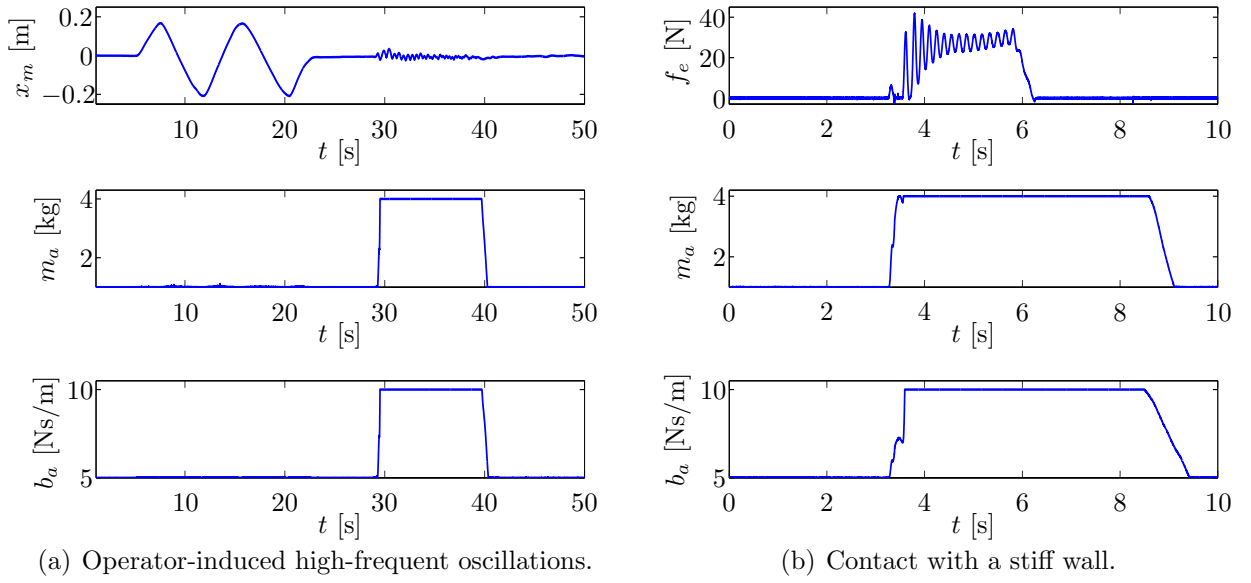 0.2
0
−0.2
x_m [m]
10 20 30 40 50
t [s]
4
2
m_a [kg]
10 20 30 40 50
t [s]
10
5
b_a [Ns/m]
10 20 30 40 50
t [s]
(a) Operator-induced high-frequent oscillations.
40
20
0
f_e [N]
0 2 4 6 8 10
t [s]
4
2
m_a [kg]
0 2 4 6 8 10
t [s]
10
5
b_a [Ns/m]
0 2 4 6 8 10
t [s]
(b) Contact with a stiff wall.